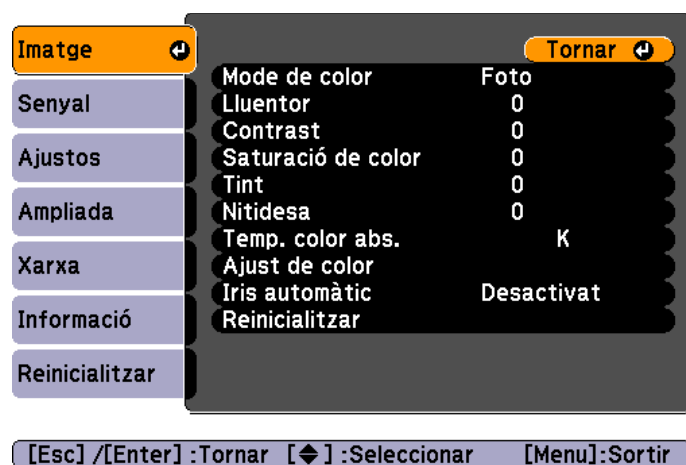 Imatge
Senyal
Ajustos
Ampliada
Xarxa
Informació
Reinicialitzar
Tornar
Mode de color Foto
Lluentor 0
Contrast 0
Saturació de color 0
Tint 0
Nitidesa 0
Temp. color abs. K
Ajust de color
Iris automàtic Desactivat
Reinicialitzar
[Esc] /[Enter] :Tornar [◆] :Seleccionar [Menu]:Sortir